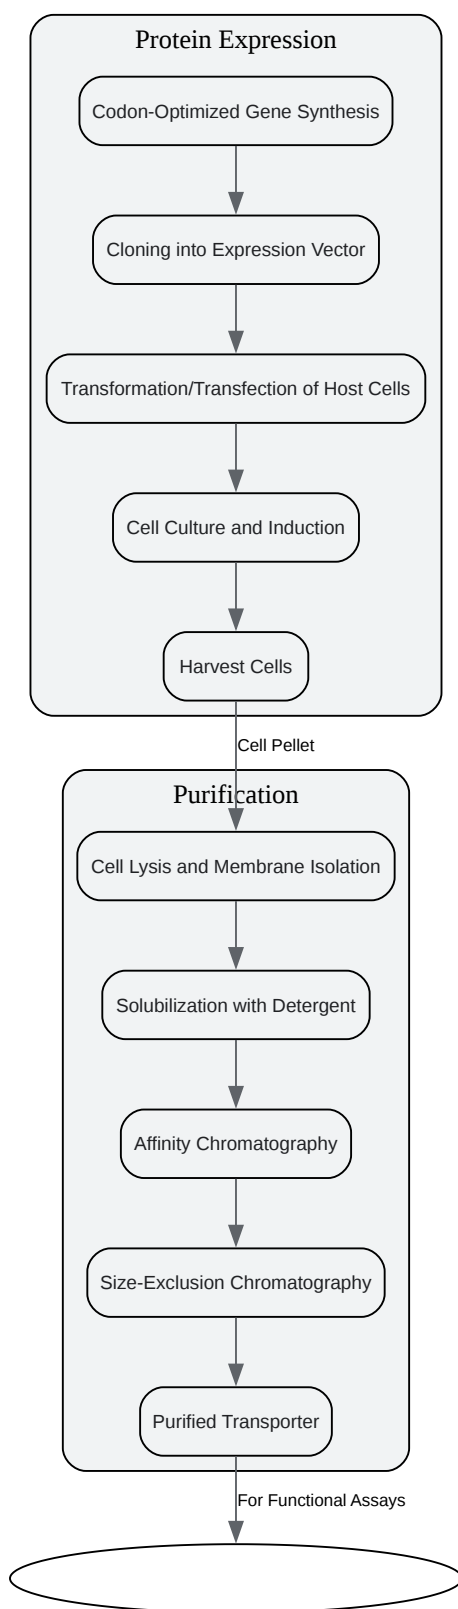 Protein Expression
Codon-Optimized Gene Synthesis
Cloning into Expression Vector
Transformation/Transfection of Host Cells
Cell Culture and Induction
Harvest Cells
Cell Pellet
Purification
Cell Lysis and Membrane Isolation
Solubilization with Detergent
Affinity Chromatography
Size-Exclusion Chromatography
Purified Transporter
For Functional Assays